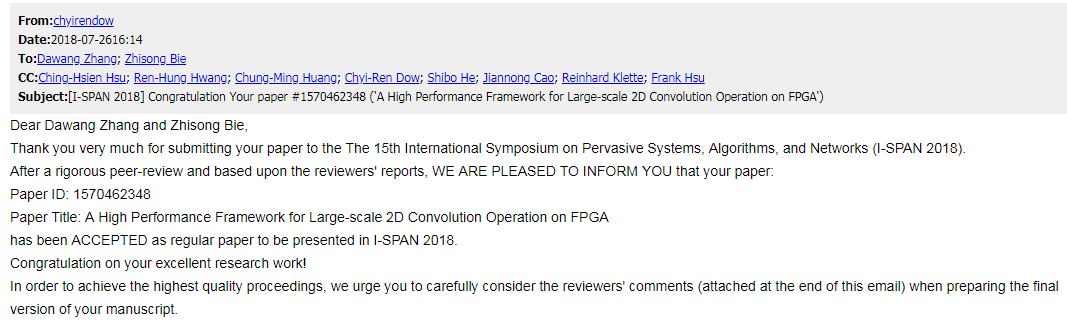 From:chyirendow
Date:2018-07-2616:14
To:Dawang Zhang; Zhisong Bie
CC:Ching-Hsien Hsu; Ren-Hung Hwang; Chung-Ming Huang; Chyi-Ren Dow; Shibo He; Jiannong Cao; Reinhard Klette; Frank Hsu
Subject:[I-SPAN 2018] Congratulation Your paper #1570462348 ('A High Performance Framework for Large-scale 2D Convolution Operation on FPGA')
Dear Dawang Zhang and Zhisong Bie,
Thank you very much for submitting your paper to the The 15th International Symposium on Pervasive Systems, Algorithms, and Networks (I-SPAN 2018).
After a rigorous peer-review and based upon the reviewers' reports, WE ARE PLEASED TO INFORM YOU that your paper:
Paper ID: 1570462348
Paper Title: A High Performance Framework for Large-scale 2D Convolution Operation on FPGA
has been ACCEPTED as regular paper to be presented in I-SPAN 2018.
Congratulation on your excellent research work!
In order to achieve the highest quality proceedings, we urge you to carefully consider the reviewers' comments (attached at the end of this email) when preparing the final
version of your manuscript.